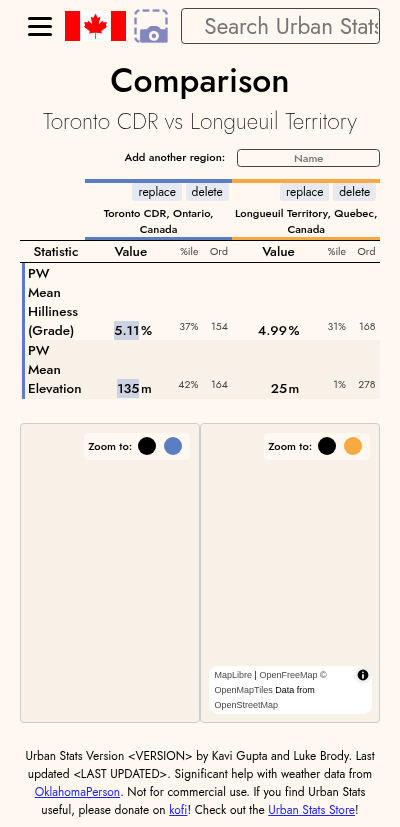 Search Urban Stats
Comparison
Toronto CDR vs Longueuil Territory
Add another region: Name
replace delete replace delete
Toronto CDR, Ontario, Canada Longueuil Territory, Quebec, Canada
Statistic Value %ile Ord Value %ile Ord
PW Mean Hilliness (Grade) 5.11% 37% 154 4.99% 31% 168
PW Mean Elevation 135m 42% 164 25m 1% 278
Zoom to: Zoom to:
MapLibre | OpenFreeMap ©
OpenMapTiles Data from
OpenStreetMap
Urban Stats Version <VERSION> by Kavi Gupta and Luke Brody. Last
updated <LAST UPDATED>. Significant help with weather data from
OklahomaPerson. Not for commercial use. If you find Urban Stats
useful, please donate on kofi! Check out the Urban Stats Store!